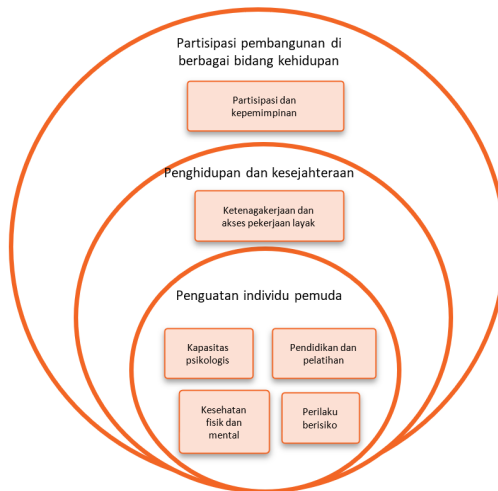 Partisipasi pembangunan di
berbagai bidang kehidupan
Partisipasi dan
kepemimpinan
Penghidupan dan kesejahteraan
Ketenagakerjaan dan
akses pekerjaan layak
Penguatan individu pemuda
Kapasitas
psikologis
Pendidikan dan
pelatihan
Kesehatan
fisik dan
mental
Perilaku
berisiko